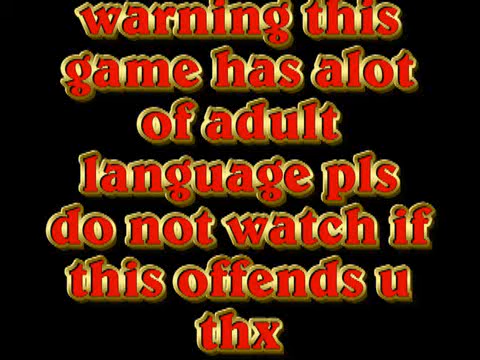 warning this
game has alot
of adult
language pls
do not watch if
this offends u
thx